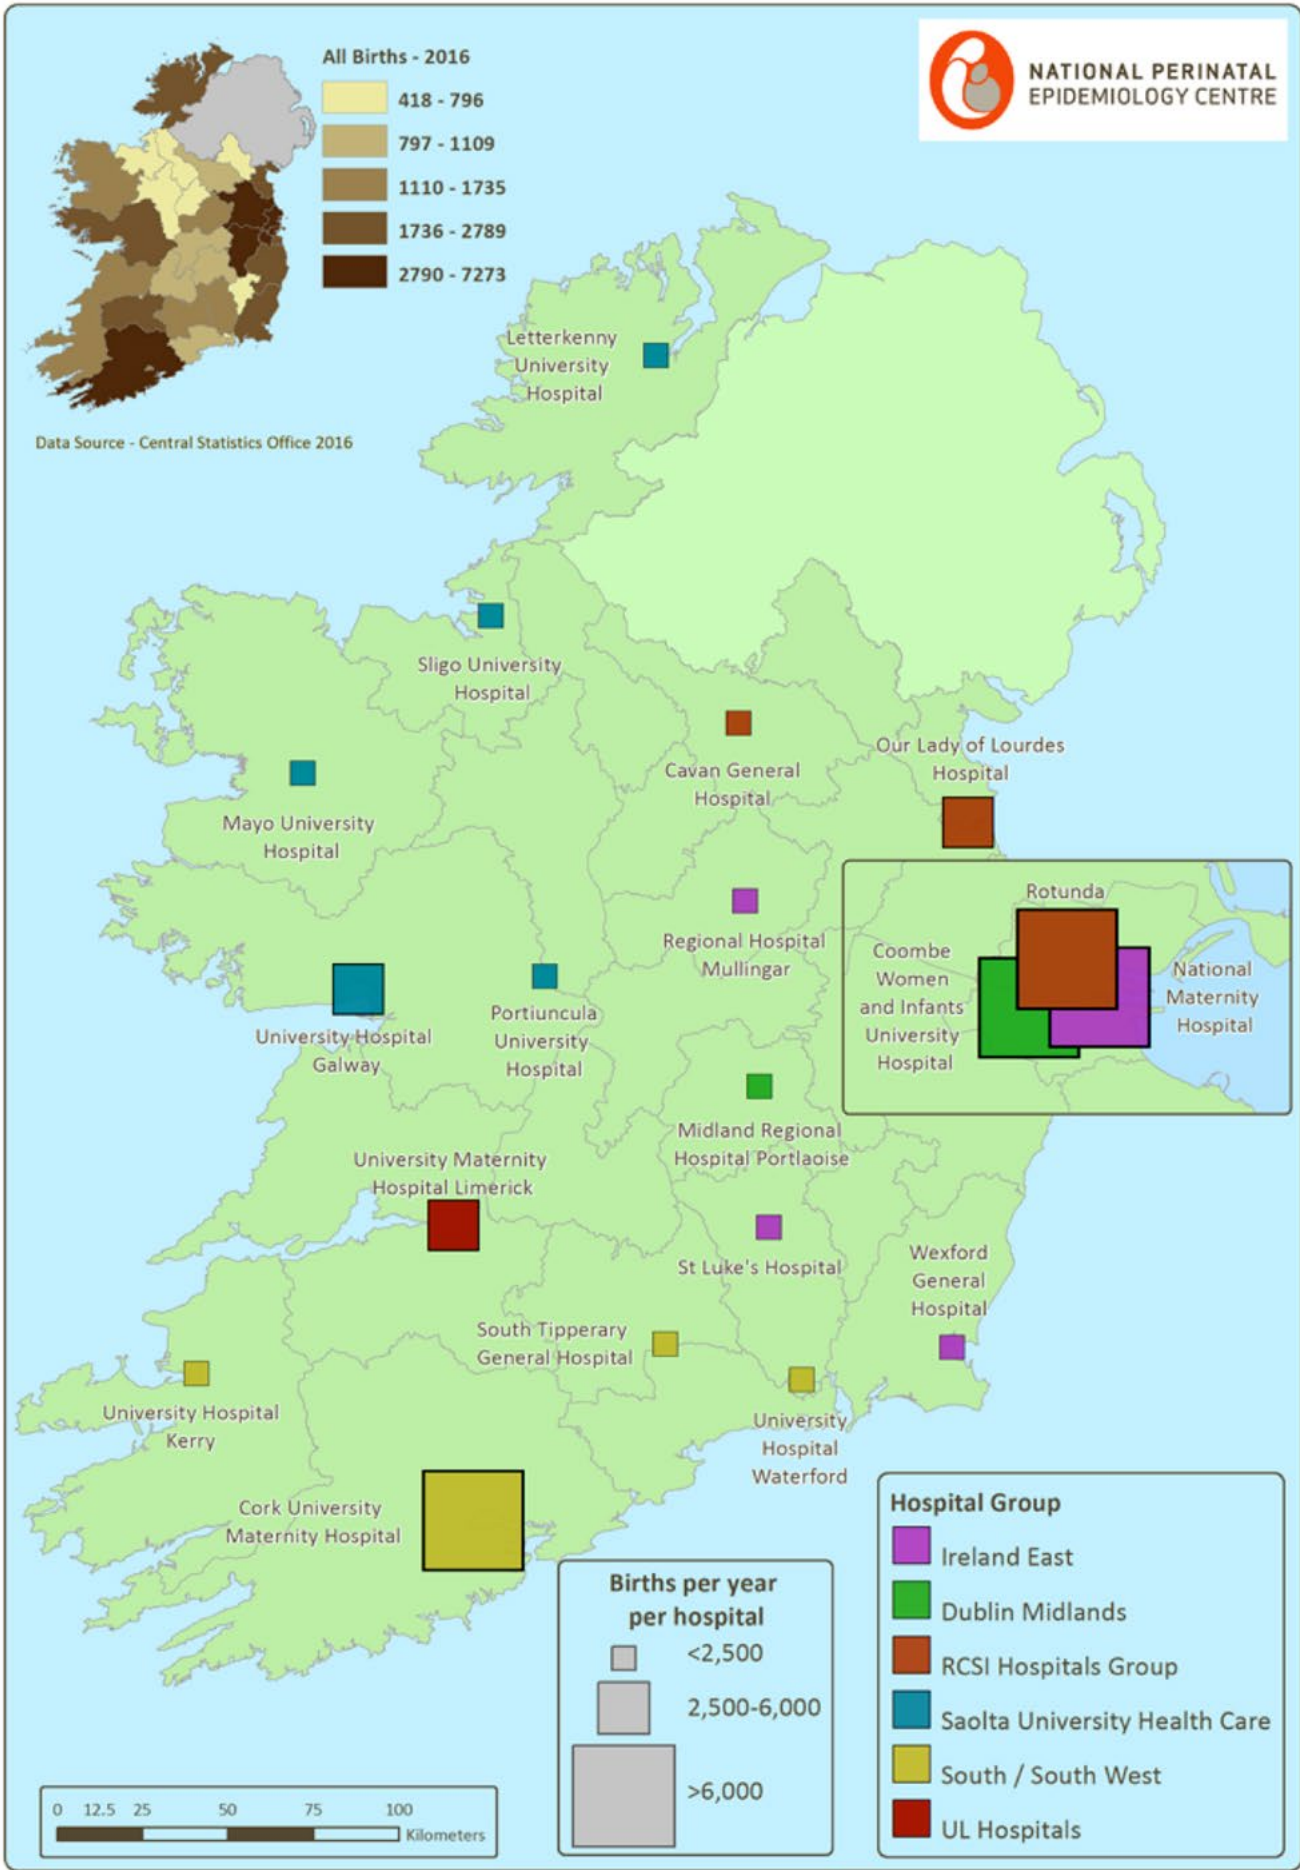 All Births - 2016
418 - 796
797 - 1109
1110 - 1735
1736 - 2789
2790 - 7273
Data Source - Central Statistics Office 2016
NATIONAL PERINATAL
EPIDEMIOLOGY CENTRE
Letterkenny
University
Hospital
Sligo University
Hospital
Cavan General
Hospital
Our Lady of Lourdes
Hospital
Mayo University
Hospital
Regional Hospital
Mullingar
Rotunda
Coombe
Women
and Infants
University
Hospital
National
Maternity
Hospital
University Hospital
Galway
Portiuncula
University
Hospital
Midland Regional
Hospital Portlaoise
University Maternity
Hospital Limerick
St Luke's Hospital
Wexford
General
Hospital
South Tipperary
General Hospital
University Hospital
Kerry
University
Hospital
Waterford
Cork University
Maternity Hospital
Births per year
per hospital
<2,500
2,500-6,000
>6,000
Hospital Group
Ireland East
Dublin Midlands
RCSI Hospitals Group
Saolta University Health Care
South / South West
UL Hospitals
0 12.5 25 50 75 100
Kilometers